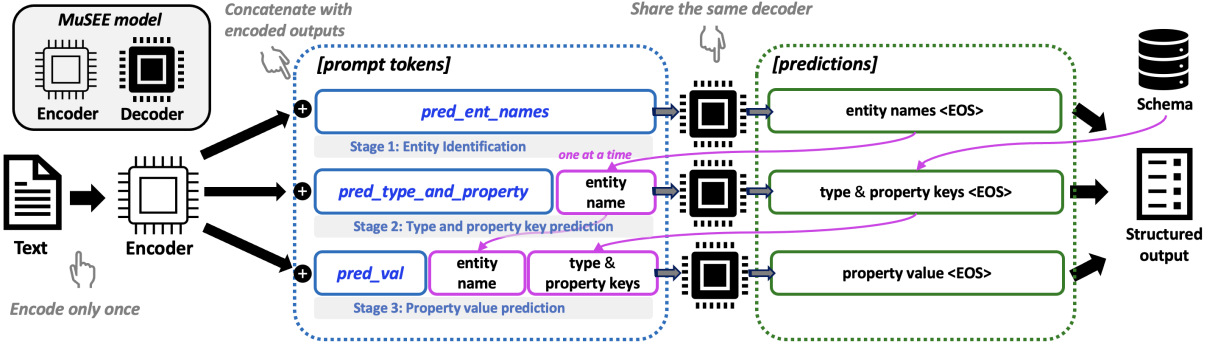 MuSEE model
Encoder
Decoder
Concatenate with
encoded outputs
Share the same decoder
[prompt tokens]
[predictions]
Schema
pred_ent_names
entity names <EOS>
Stage 1: Entity Identification
one at a time
pred_type_and_property
entity
name
type & property keys <EOS>
Stage 2: Type and property key prediction
Text
Encoder
Structured
output
pred_val
entity
name
type &
property keys
property value <EOS>
Stage 3: Property value prediction
Encode only once